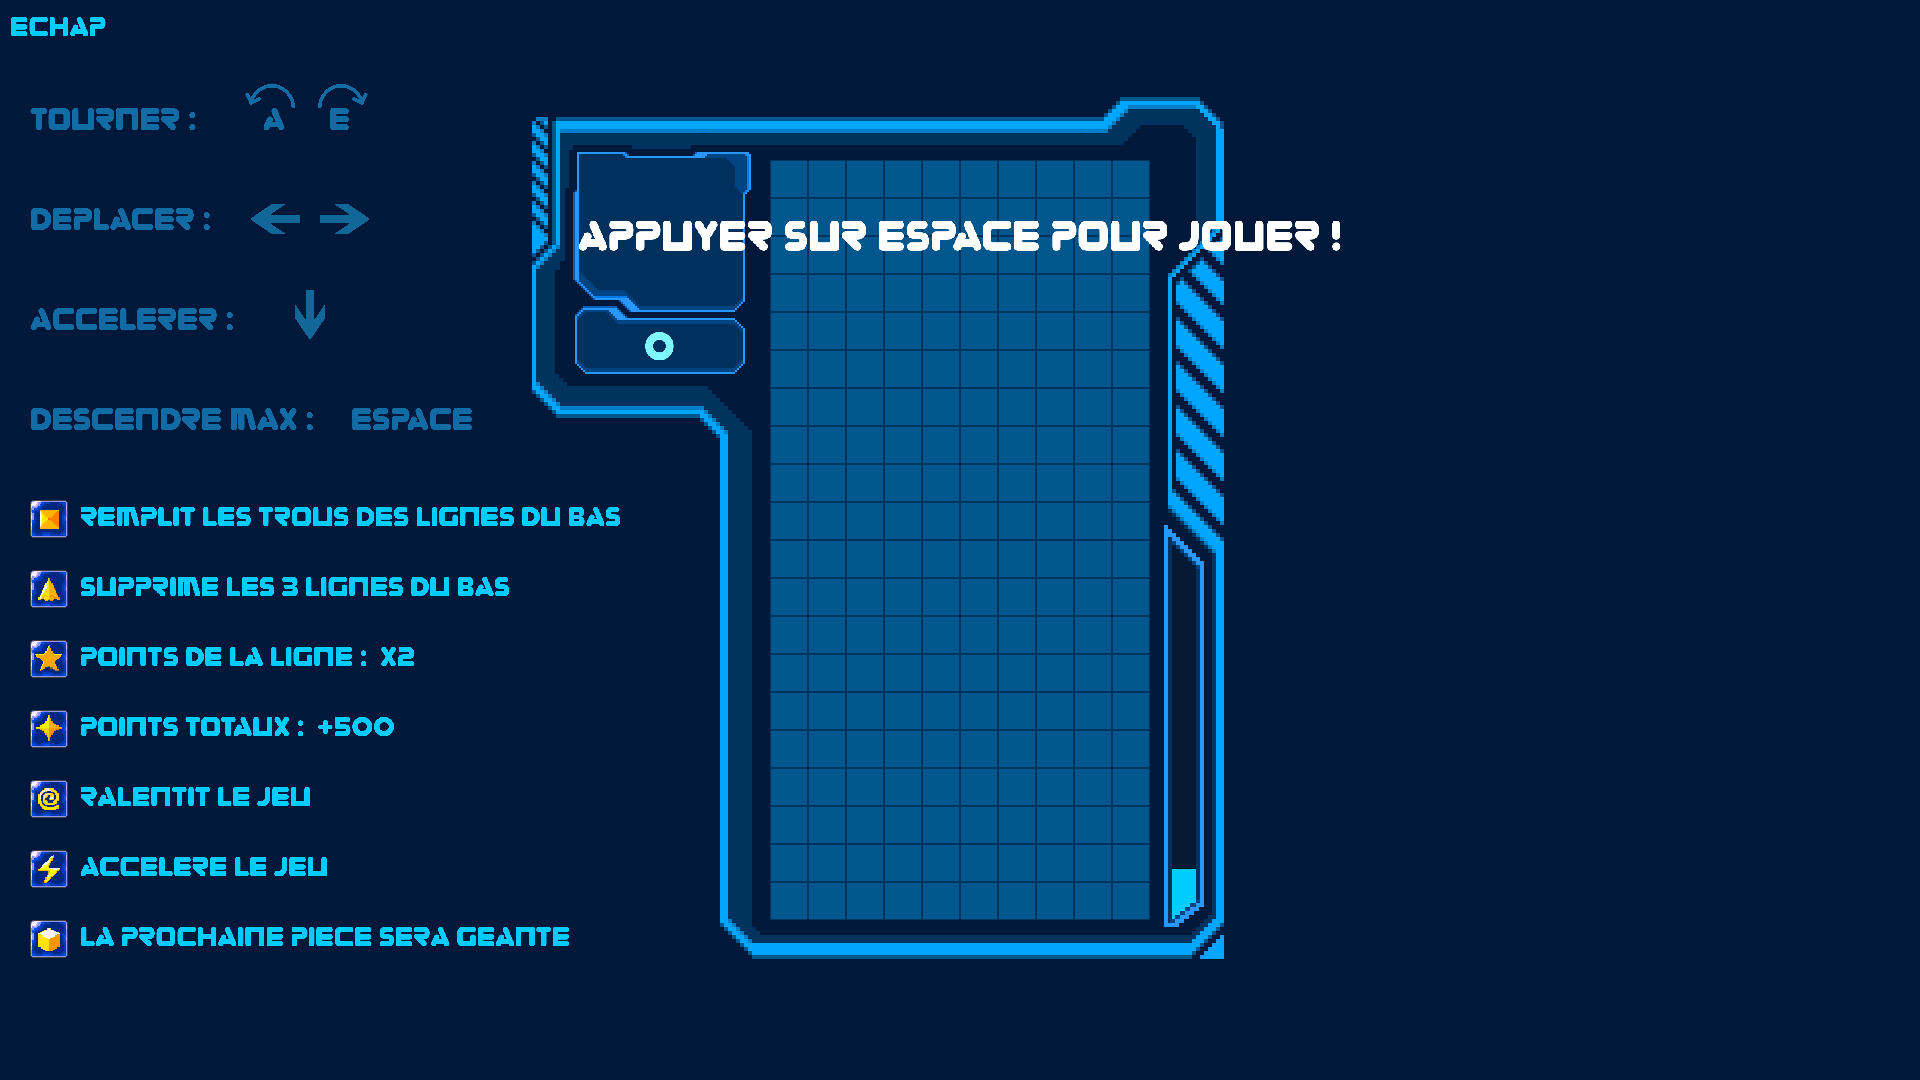 ECHAP
TOURNER : A E
DEPLACER :
APPUYER SUR ESPACE POUR JOUER !
ACCELERER :
0
DESCENDRE MAX : ESPACE
REMPLIT LES TROUS DES LIGNES DU BAS
SUPPRIME LES 3 LIGNES DU BAS
POINTS DE LA LIGNE : X2
POINTS TOTAUX : +500
RALENTIT LE JEU
ACCELERE LE JEU
LA PROCHAINE PIECE SERA GEANTE